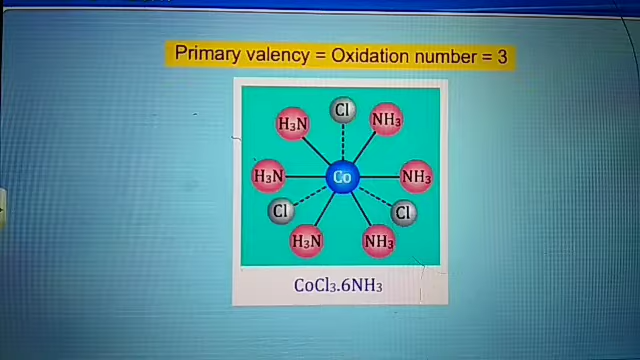 Primary valency = Oxidation number = 3
Cl
H₃N
NH₃
H₃N
Co
NH₃
Cl
Cl
H₃N
NH₃
CoCl₃.6NH₃